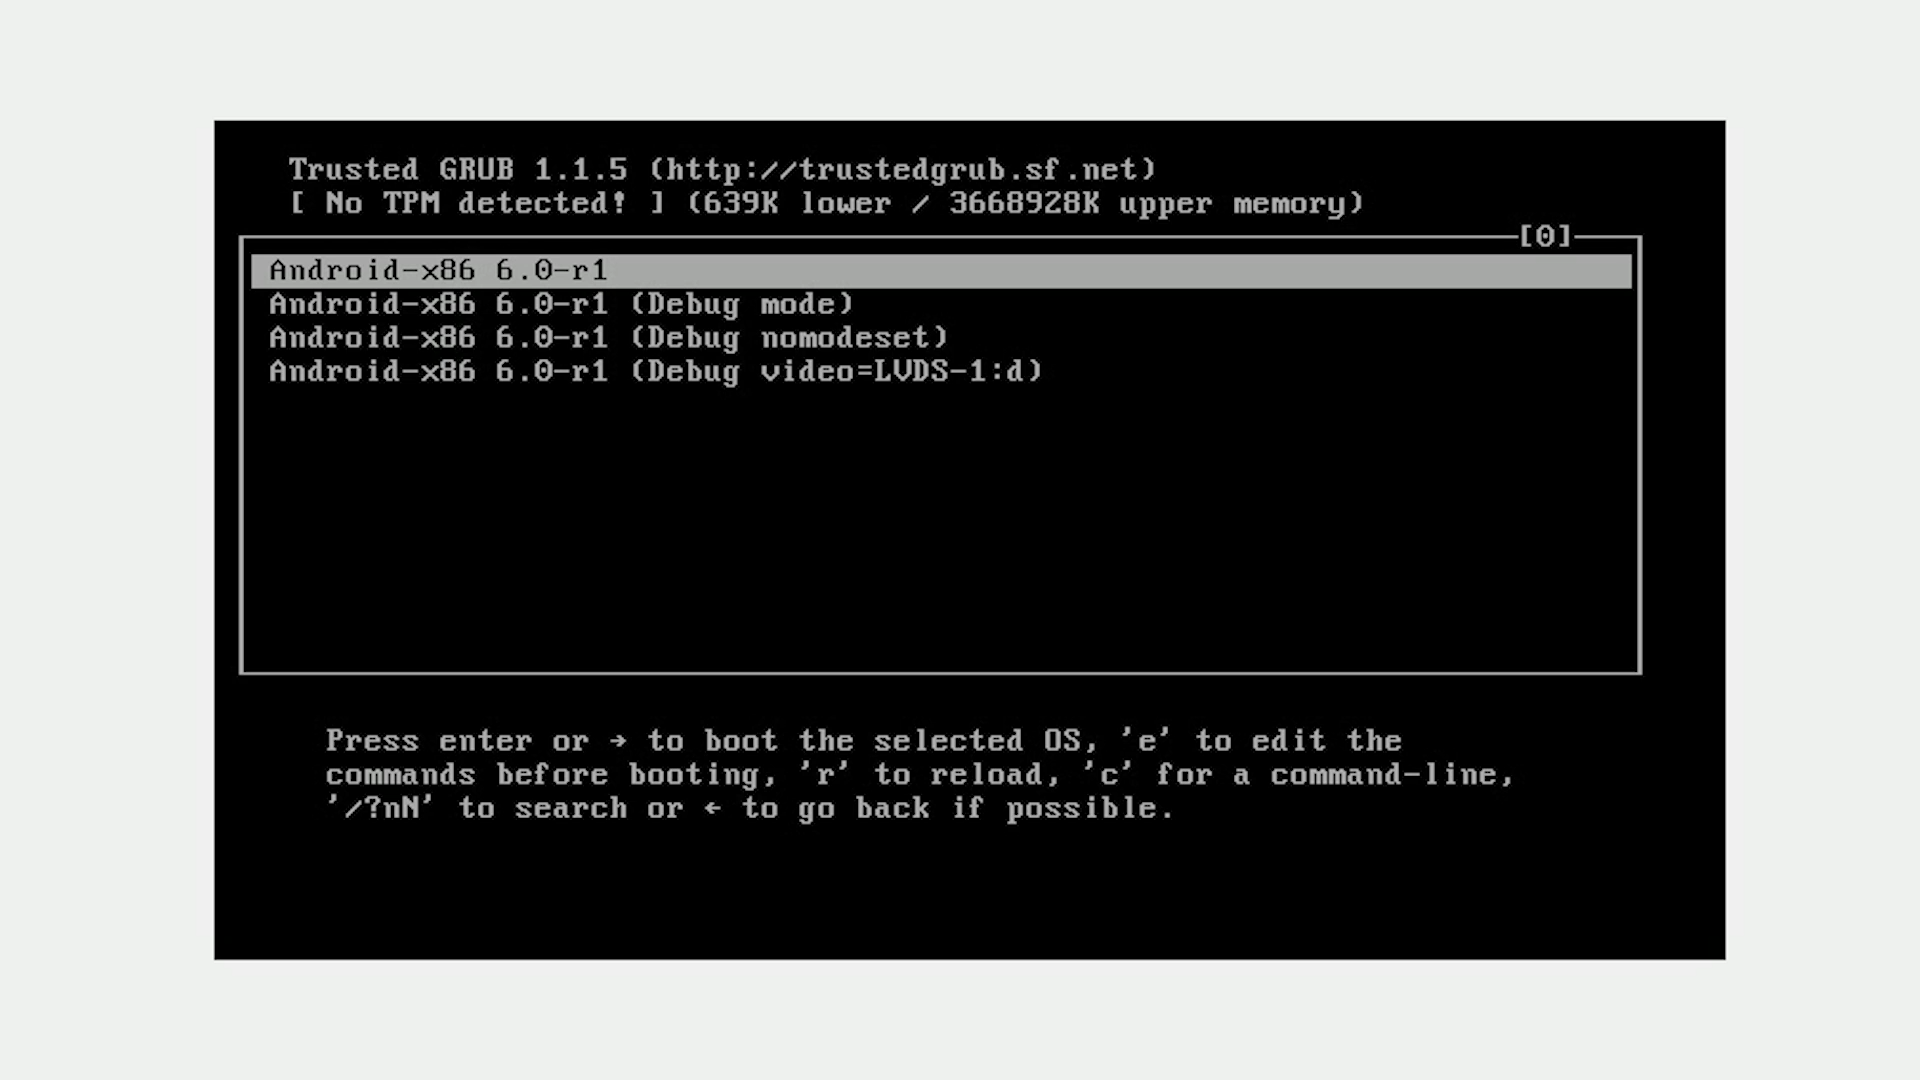 Trusted GRUB 1.1.5 (http://trustedgrub.sf.net)
[ No TPM detected! ] (639K lower / 3668928K upper memory)
[0]
Android-x86 6.0-r1
Android-x86 6.0-r1 (Debug mode)
Android-x86 6.0-r1 (Debug nomodeset)
Android-x86 6.0-r1 (Debug video=LVDS-1:d)
Press enter or → to boot the selected OS, 'e' to edit the
commands before booting, 'r' to reload, 'c' for a command-line,
'/?nN' to search or ← to go back if possible.